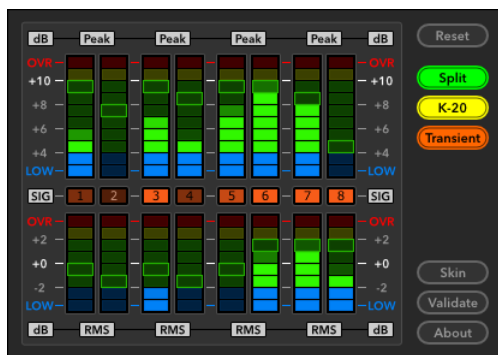 dB Peak Peak Peak Peak dB Reset
OVR OVR
+10 +10 Split
+8 +8 K-20
+6 +6
+4 +4 Transient
LOW LOW
SIG 1 2 3 4 5 6 7 8 SIG
OVR OVR
+2 +2
+0 +0 Skin
-2 -2
LOW LOW Validate
dB RMS RMS RMS RMS dB About